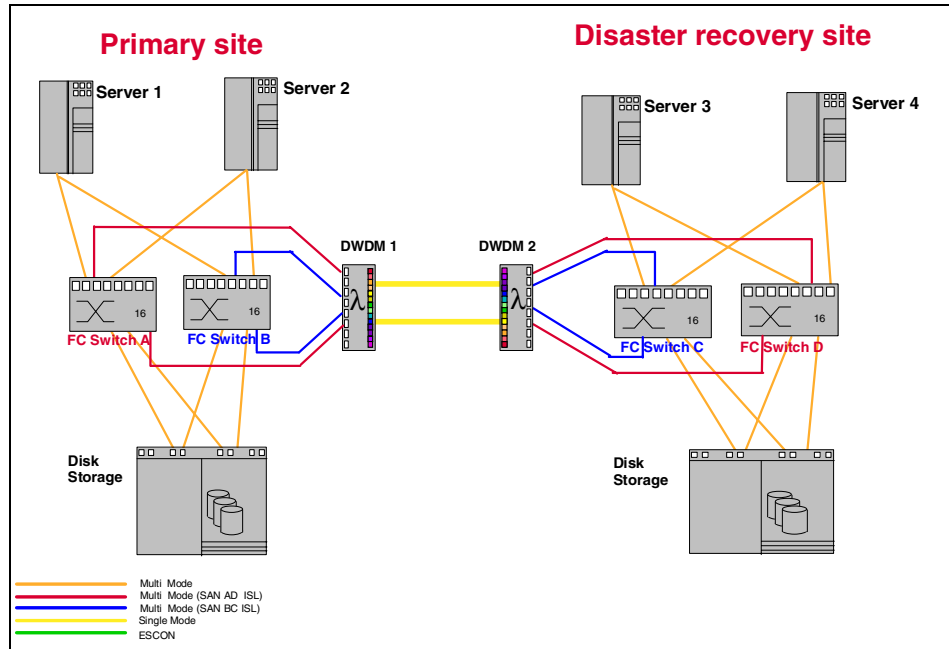 Primary site
Disaster recovery site
Server 1
Server 2
Server 3
Server 4
DWDM 1
DWDM 2
λ
λ
16
16
16
16
FC Switch A
FC Switch B
FC Switch C
FC Switch D
Disk
Storage
Disk
Storage
Multi Mode
Multi Mode (SAN AD ISL)
Multi Mode (SAN BC ISL)
Single Mode
ESCON